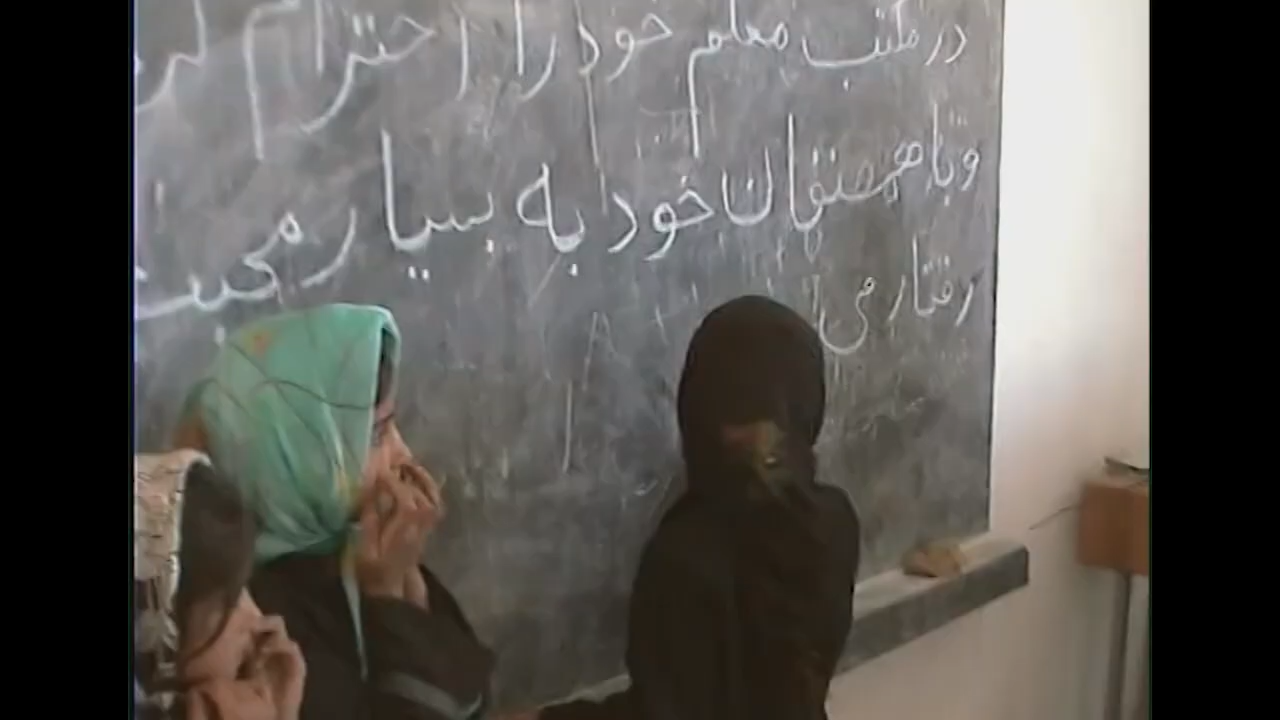 در مکتب معلم خود را احترام
و با همصنفان خود به بسیار
رفتار می